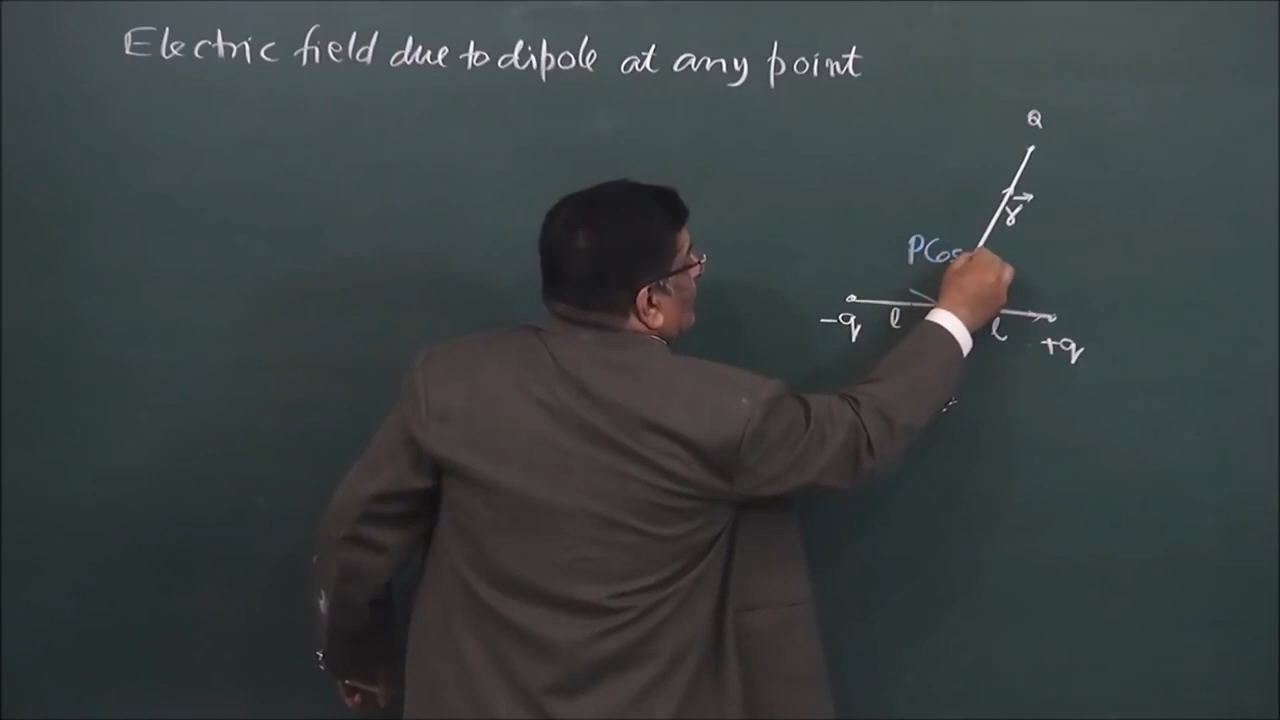 Electric field due to dipole at any point
Q
r
PCos
-q
l
l
+q